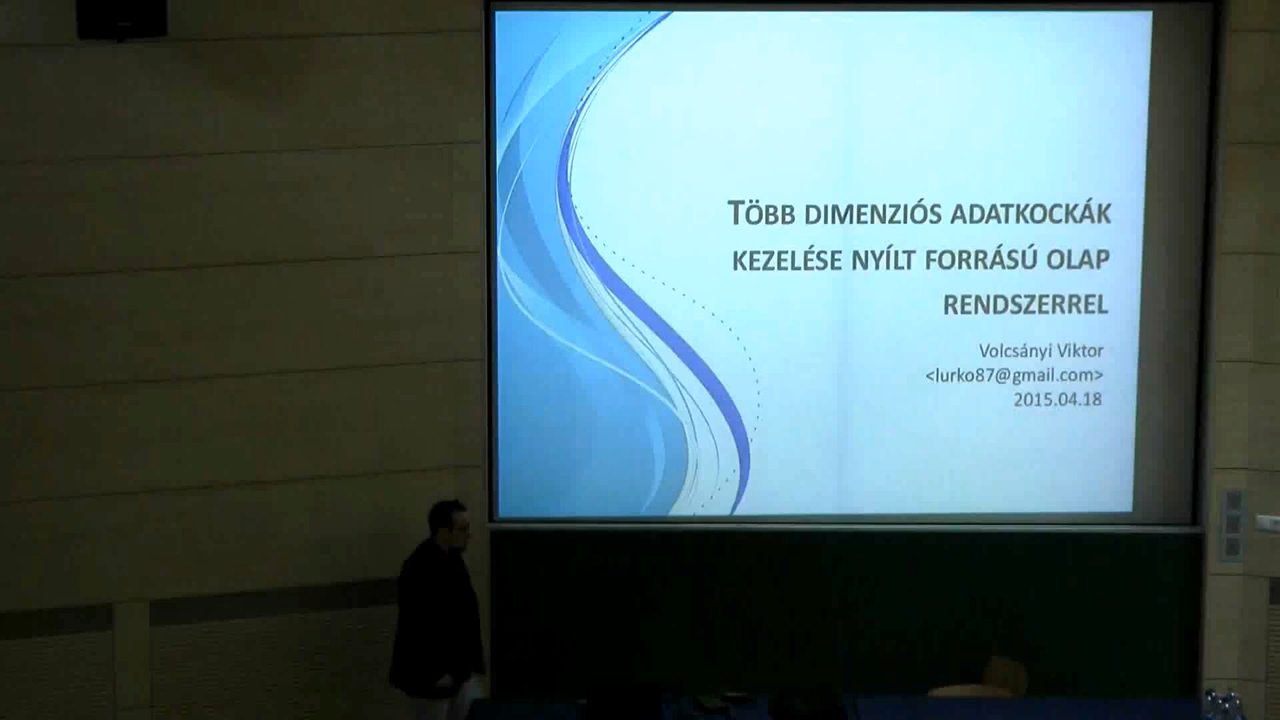 TÖBB DIMENZIÓS ADATKOCKÁK
KEZELÉSE NYÍLT FORRÁSÚ OLAP
RENDSZERREL
Volcsányi Viktor
<lurko87@gmail.com>
2015.04.18